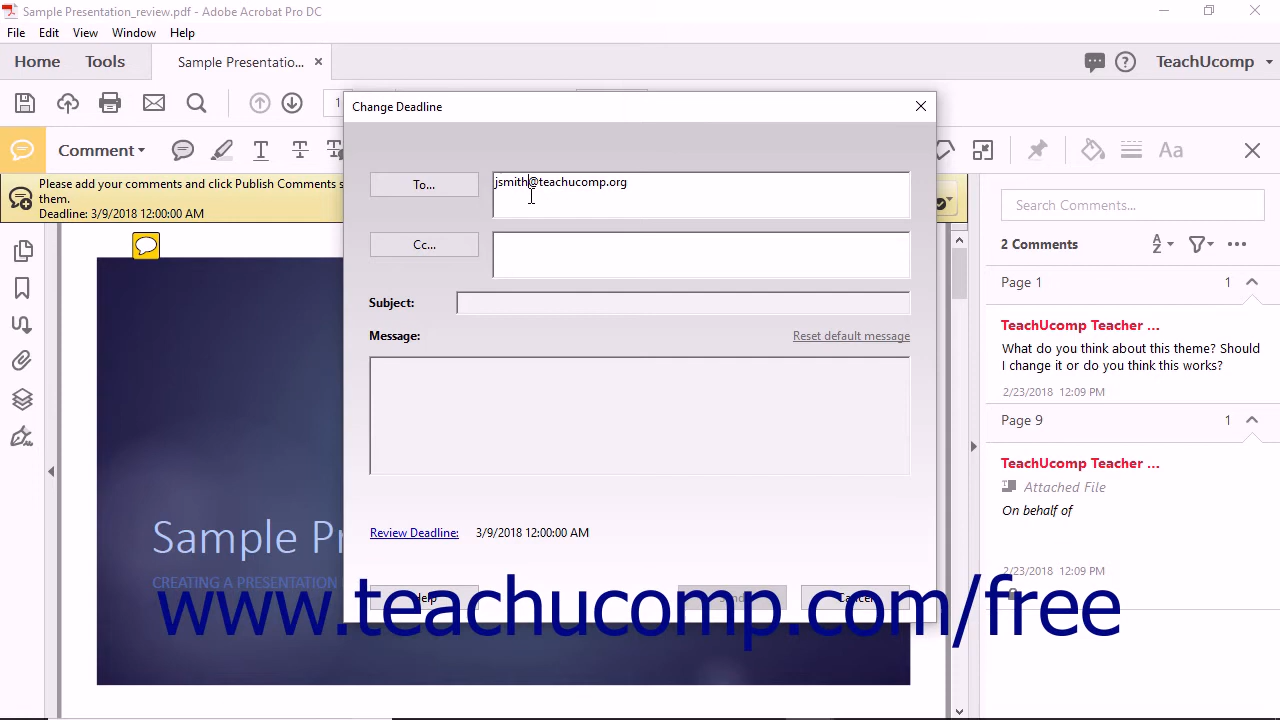 Sample Presentation_review.pdf - Adobe Acrobat Pro DC
File Edit View Window Help
Home Tools Sample Presentatio... TeachUcomp
1
Comment
Aa
Please add your comments and click Publish Comments s
them.
Deadline: 3/9/2018 12:00:00 AM
Change Deadline
To...
jsmith@teachucomp.org
Cc...
Subject:
Message:
Reset default message
Review Deadline: 3/9/2018 12:00:00 AM
Help Send Cancel
Sample Pr
CREATING A PRESENTATION
www.teachucomp.com/free
Search Comments...
2 Comments
Page 1 1
TeachUcomp Teacher ...
What do you think about this theme? Should
I change it or do you think this works?
2/23/2018 12:09 PM
Page 9 1
TeachUcomp Teacher ...
Attached File
On behalf of
2/23/2018 12:09 PM